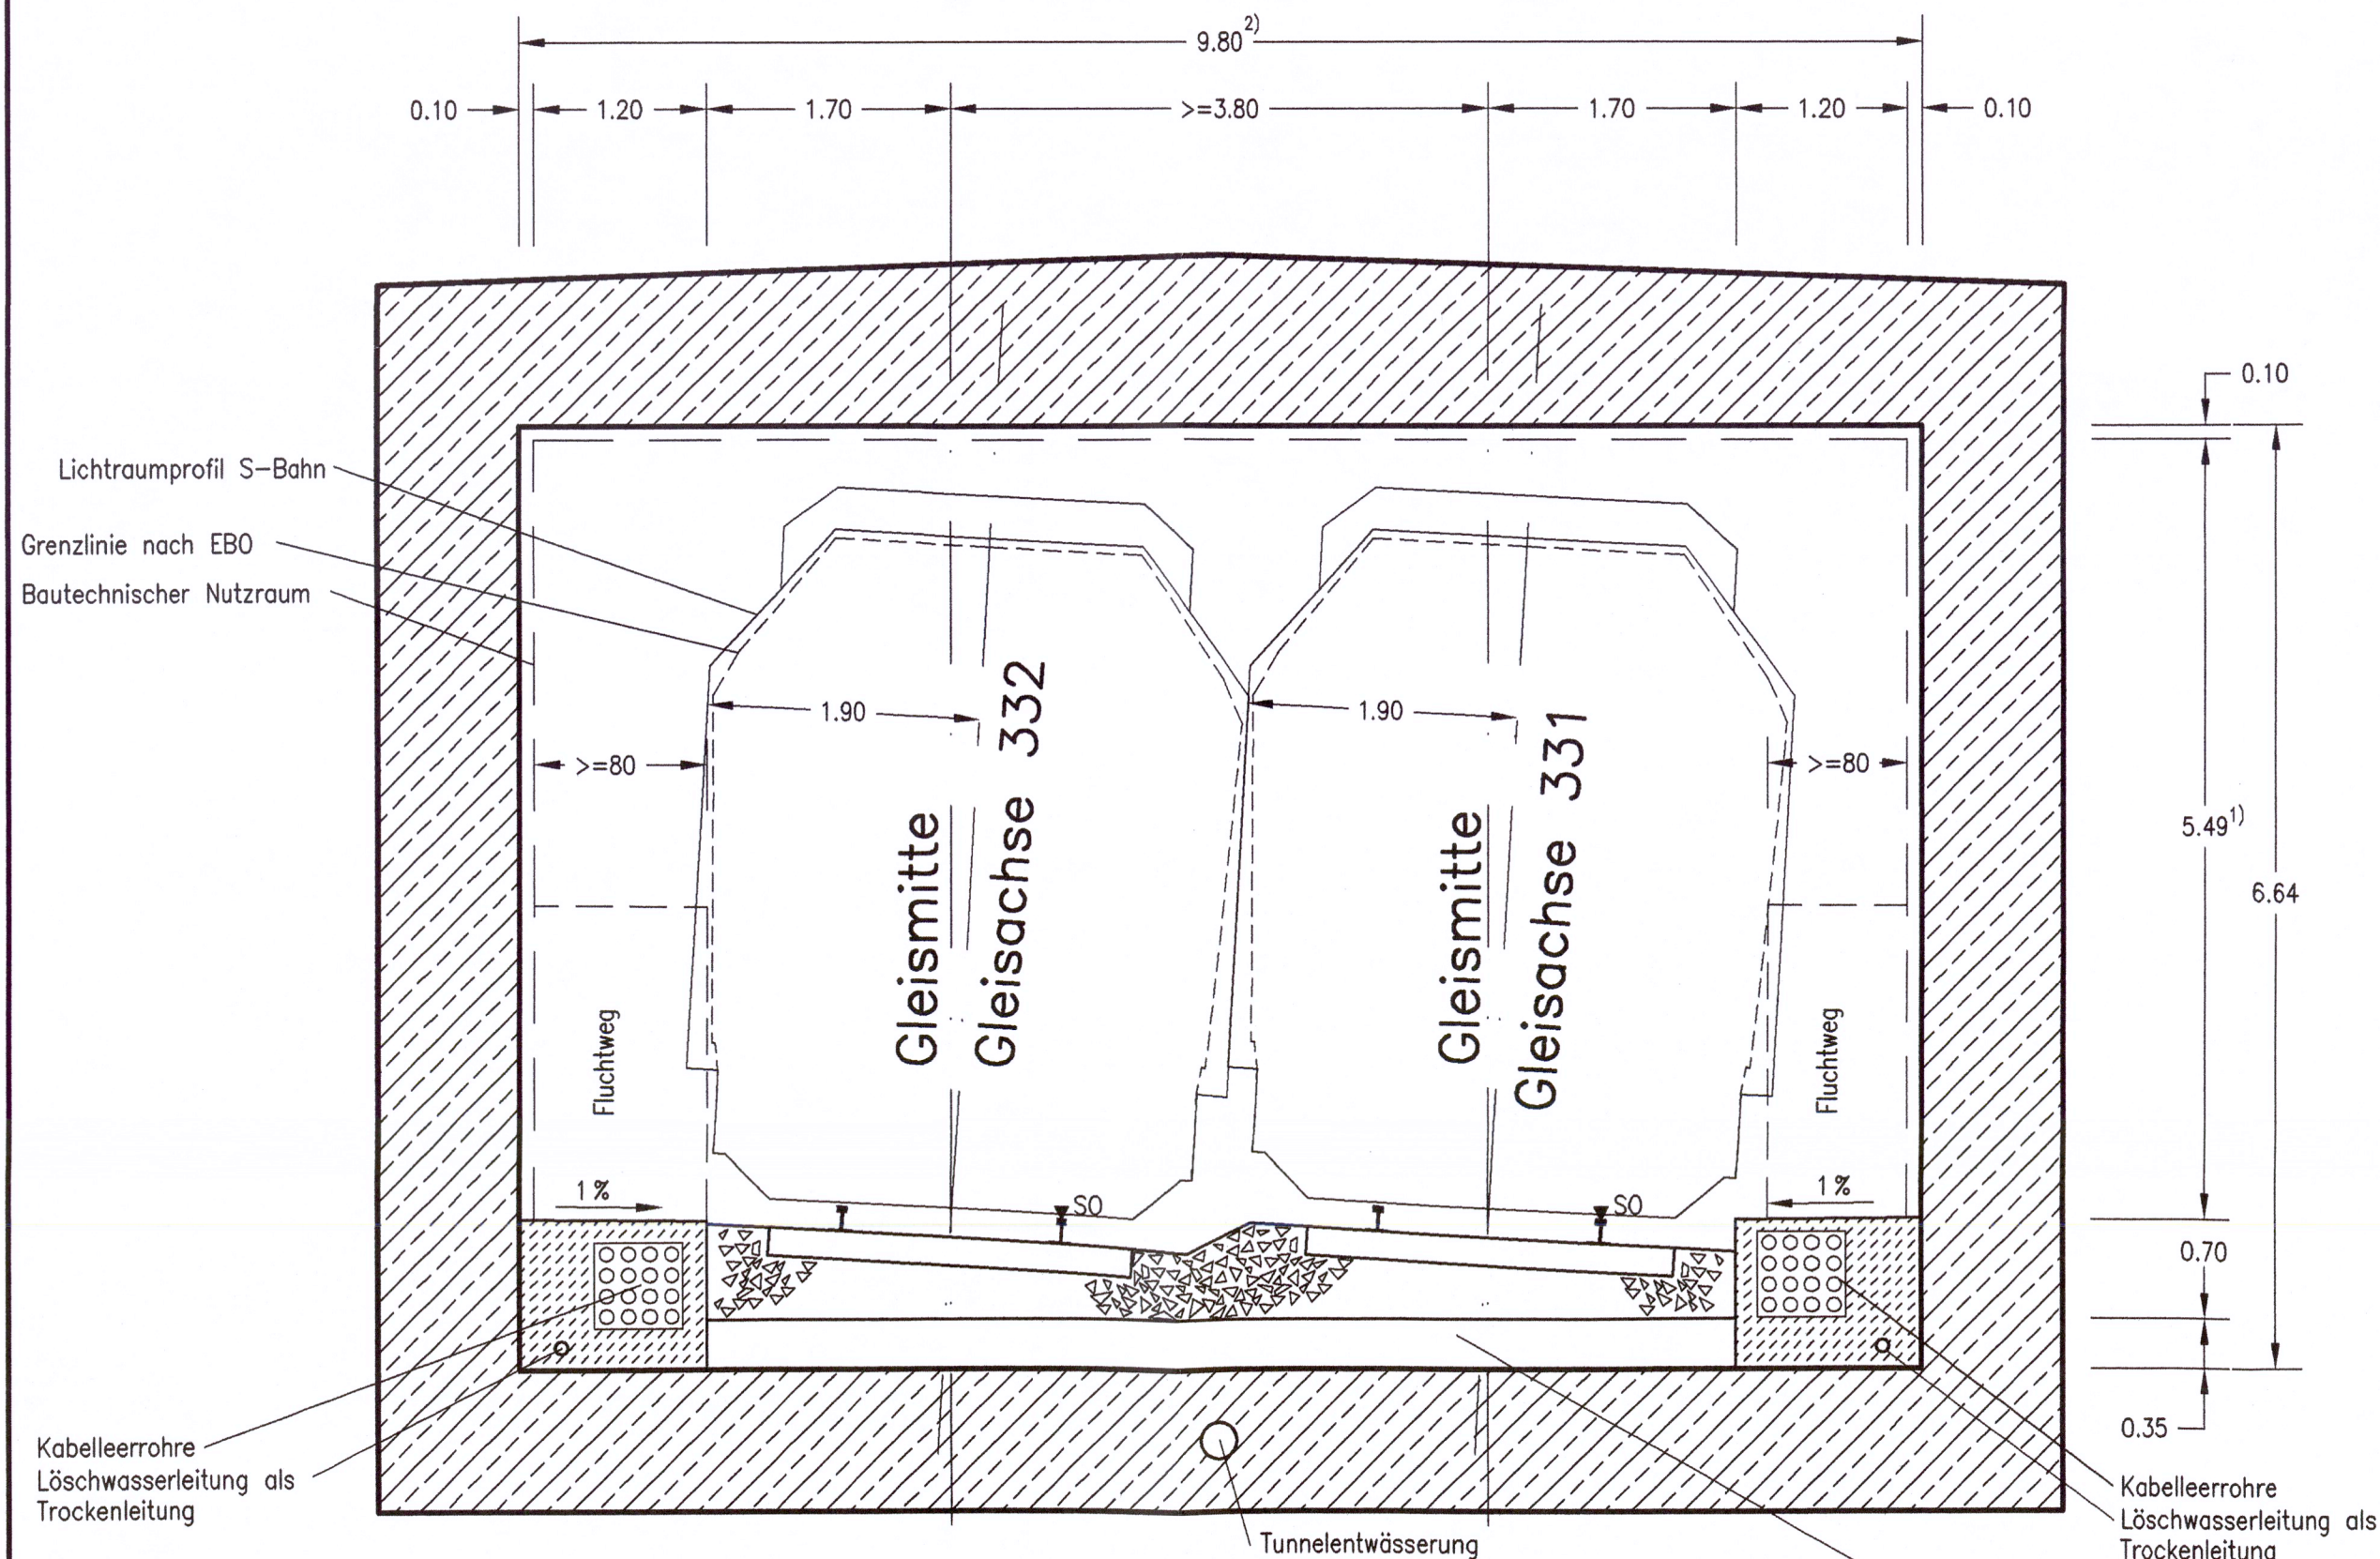 9.80²⁾
0.10 1.20 1.70 >=3.80 1.70 1.20 0.10
0.10
Lichtraumprofil S-Bahn
Grenzlinie nach EBO
Bautechnischer Nutzraum
1.90
1.90
>=80
>=80
Gleismitte
Gleisachse 332
Gleismitte
Gleisachse 331
5.49¹⁾
6.64
Fluchtweg
Fluchtweg
1%
1%
SO
SO
0.70
0.35
Kabelleerrohre
Löschwasserleitung als
Trockenleitung
Tunnelentwässerung
Kabelleerrohre
Löschwasserleitung als
Trockenleitung